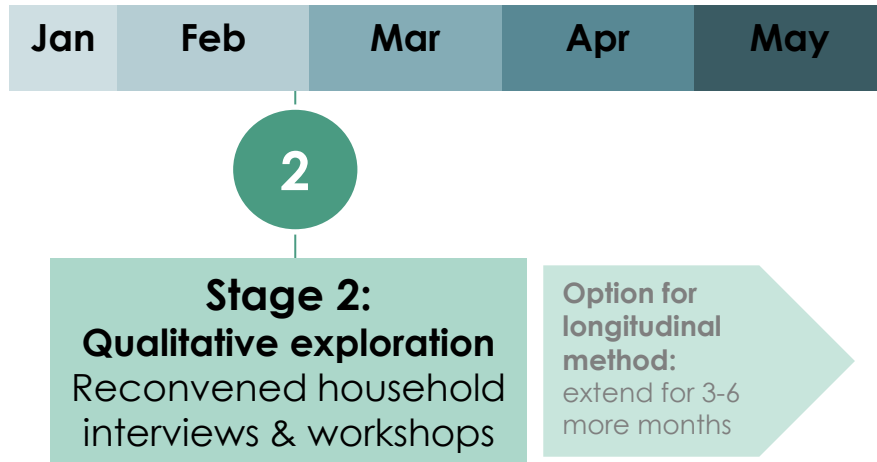 Jan Feb Mar Apr May
2
Stage 2:
Qualitative exploration
Reconvened household
interviews & workshops
Option for
longitudinal
method:
extend for 3-6
more months